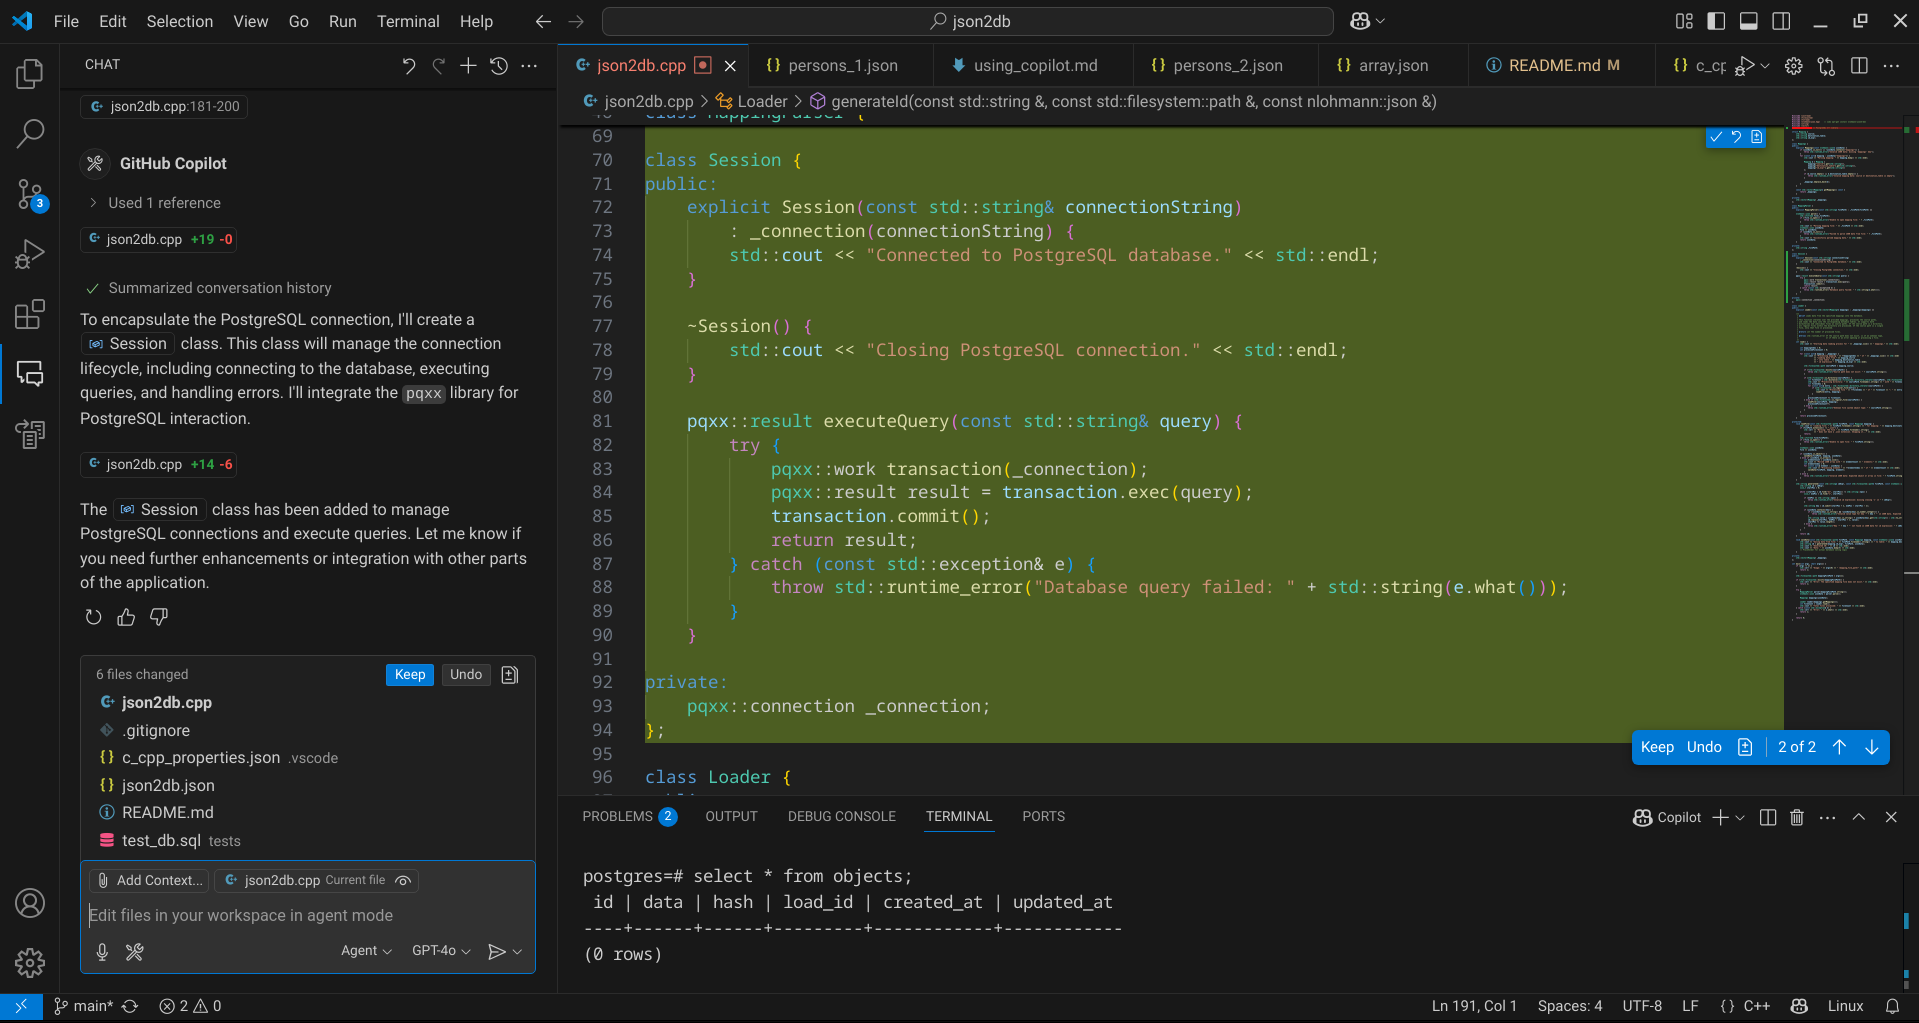 File Edit Selection View Go Run Terminal Help
json2db
CHAT
json2db.cpp:181-200
GitHub Copilot
Used 1 reference
json2db.cpp +19 -0
Summarized conversation history
To encapsulate the PostgreSQL connection, I'll create a
Session class. This class will manage the connection
lifecycle, including connecting to the database, executing
queries, and handling errors. I'll integrate the pqxx library for
PostgreSQL interaction.
json2db.cpp +14 -6
The Session class has been added to manage
PostgreSQL connections and execute queries. Let me know if
you need further enhancements or integration with other parts
of the application.
6 files changed Keep Undo
json2db.cpp
.gitignore
c_cpp_properties.json .vscode
json2db.json
README.md
test_db.sql tests
Add Context... json2db.cpp Current file
Edit files in your workspace in agent mode
Agent GPT-4o
json2db.cpp persons_1.json using_copilot.md persons_2.json array.json README.md M c_cp
json2db.cpp > Loader > generateId(const std::string &, const std::filesystem::path &, const nlohmann::json &)
class MappingParser {
69
70 class Session {
71 public:
72 explicit Session(const std::string& connectionString)
73 : _connection(connectionString) {
74 std::cout << "Connected to PostgreSQL database." << std::endl;
75 }
76
77 ~Session() {
78 std::cout << "Closing PostgreSQL connection." << std::endl;
79 }
80
81 pqxx::result executeQuery(const std::string& query) {
82 try {
83 pqxx::work transaction(_connection);
84 pqxx::result result = transaction.exec(query);
85 transaction.commit();
86 return result;
87 } catch (const std::exception& e) {
88 throw std::runtime_error("Database query failed: " + std::string(e.what()));
89 }
90 }
91
92 private:
93 pqxx::connection _connection;
94 };
95
96 class Loader {
Keep Undo 2 of 2
PROBLEMS 2 OUTPUT DEBUG CONSOLE TERMINAL PORTS
Copilot
postgres=# select * from objects;
id | data | hash | load_id | created_at | updated_at
----+------+------+---------+------------+------------
(0 rows)
3
main* 2 0
Ln 191, Col 1 Spaces: 4 UTF-8 LF {} C++ Linux